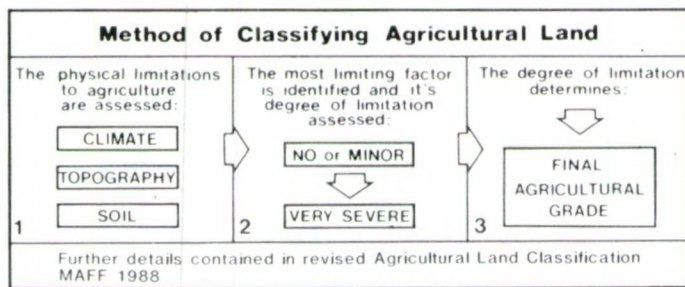 Method of Classifying Agricultural Land
The physical limitations
to agriculture
are assessed:
CLIMATE
TOPOGRAPHY
SOIL
1
The most limiting factor
is identified and it's
degree of limitation
assessed:
NO or MINOR
VERY SEVERE
2
The degree of limitation
determines:
FINAL
AGRICULTURAL
GRADE
3
Further details contained in revised Agricultural Land Classification
MAFF 1988